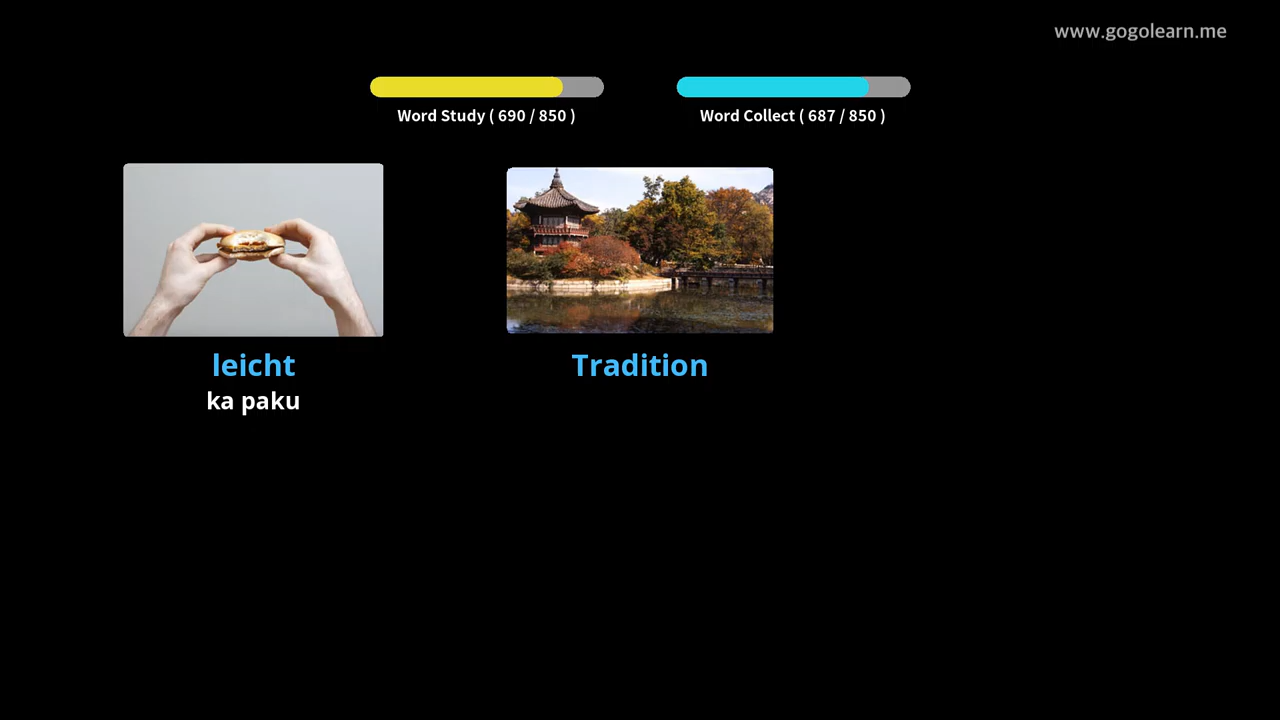 www.gogolearn.me
Word Study ( 690 / 850 )
Word Collect ( 687 / 850 )
leicht
ka paku
Tradition